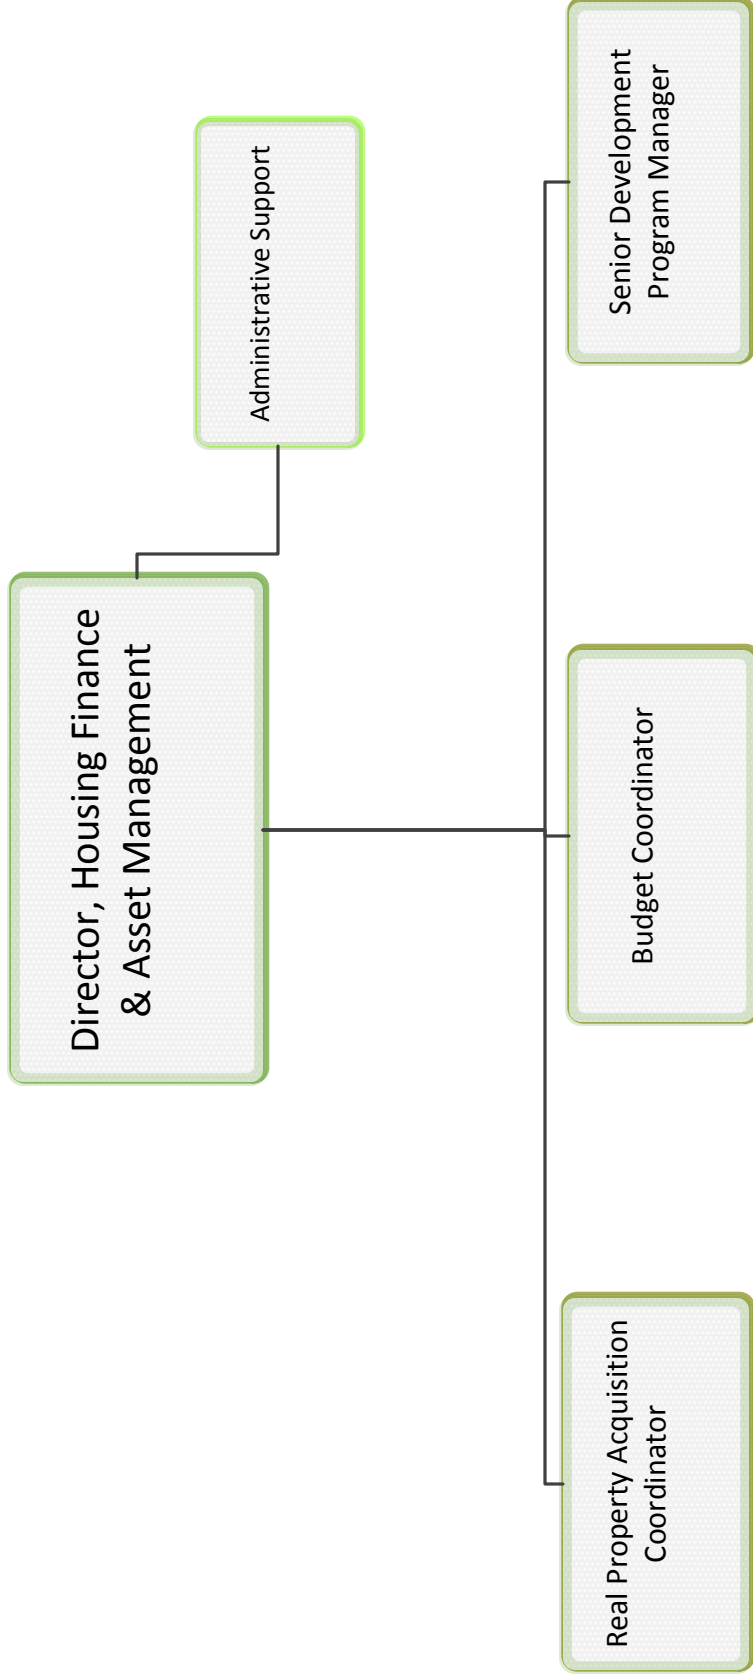 Director, Housing Finance
& Asset Management
Administrative Support
Real Property Acquisition
Coordinator
Budget Coordinator
Senior Development
Program Manager